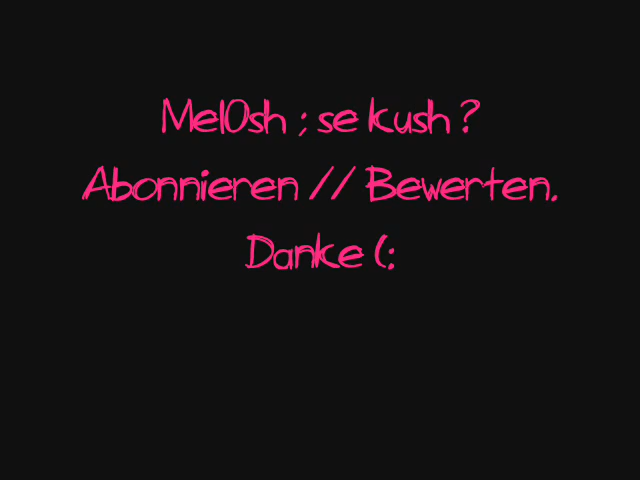 Mel0sh ; se kush ?
Abonnieren // Bewerten.
Danke (: